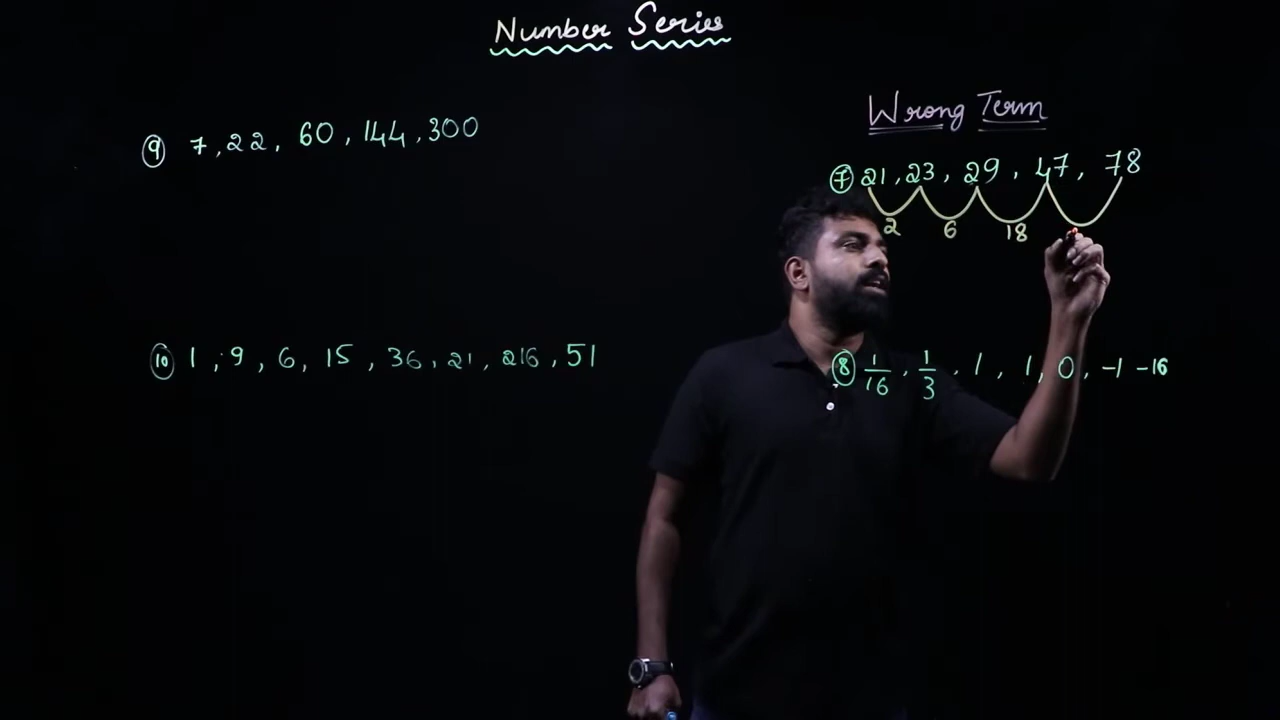 Number Series
Wrong Term
⑦ 21, 23, 29, 47, 78
2 6 18
⑧ 1/16, 1/3, 1, 1, 0, -1 -16
⑨ 7, 22, 60, 144, 300
⑩ 1, 9, 6, 15, 36, 21, 216, 51